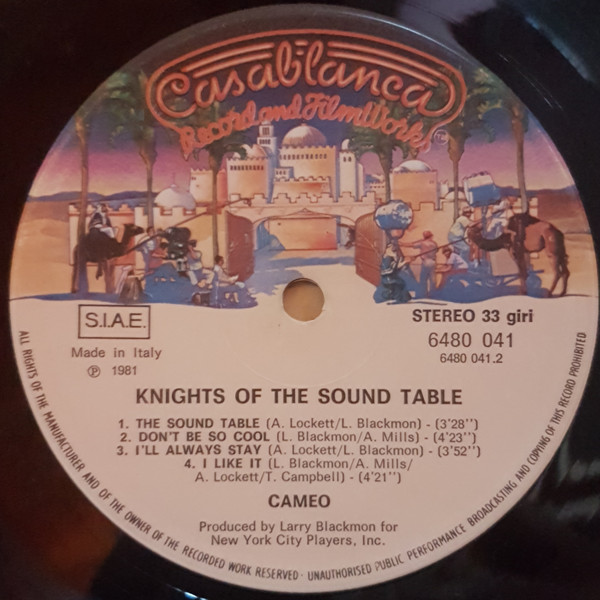 Casablanca
Record and FilmWorks
S.I.A.E.
Made in Italy
℗ 1981
STEREO 33 giri
6480 041
6480 041.2
KNIGHTS OF THE SOUND TABLE
1. THE SOUND TABLE (A. Lockett/L. Blackmon) - (3'28'')
2. DON'T BE SO COOL (L. Blackmon/A. Mills) - (4'23'')
3. I'LL ALWAYS STAY (A. Lockett/L. Blackmon) - (3'52'')
4. I LIKE IT (L. Blackmon/A. Mills/
A. Lockett/T. Campbell) - (4'21'')
CAMEO
Produced by Larry Blackmon for
New York City Players, Inc.
ALL RIGHTS OF THE MANUFACTURER AND OF THE OWNER OF THE RECORDED WORK RESERVED · UNAUTHORISED PUBLIC PERFORMANCE BROADCASTING AND COPYING OF THIS RECORD PROHIBITED